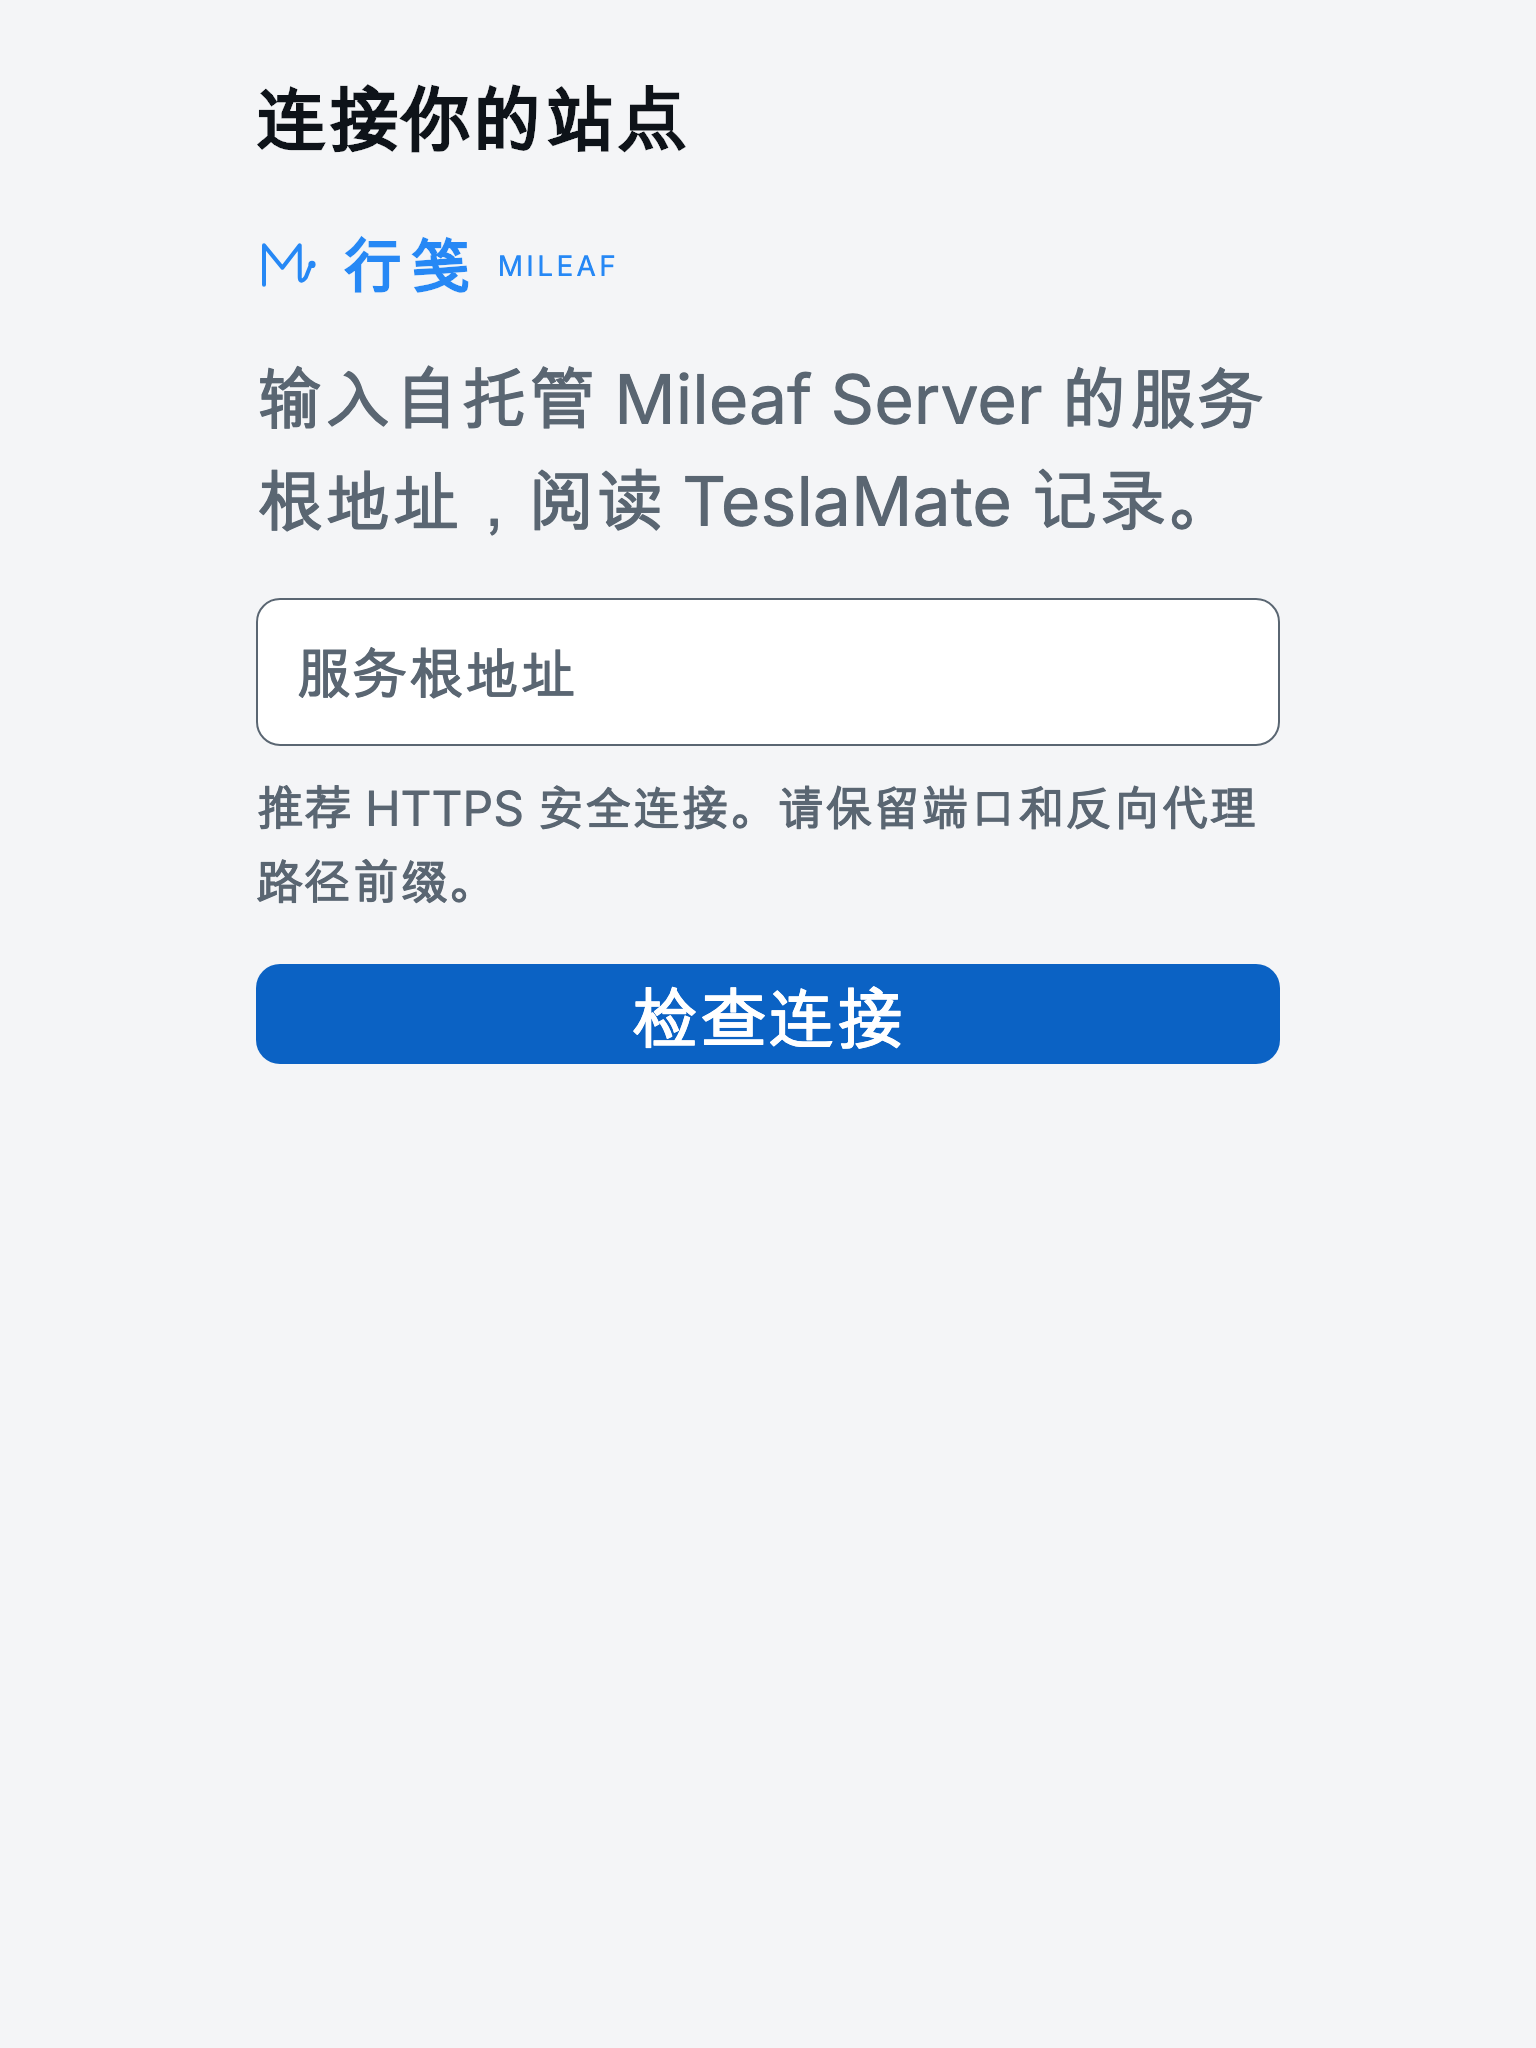 连接你的站点
行笺 MILEAF
输入自托管 Mileaf Server 的服务
根地址，阅读 TeslaMate 记录。
服务根地址
推荐 HTTPS 安全连接。请保留端口和反向代理
路径前缀。
检查连接